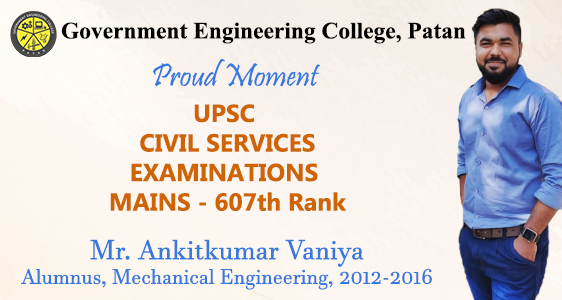 Government Engineering College, Patan
Proud Moment
UPSC
CIVIL SERVICES
EXAMINATIONS
MAINS - 607th Rank
Mr. Ankitkumar Vaniya
Alumnus, Mechanical Engineering, 2012-2016